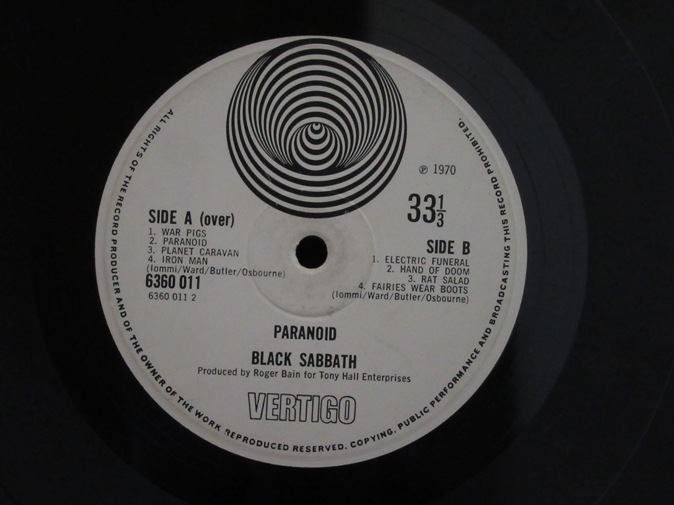 ALL RIGHTS OF THE RECORD PRODUCER AND OF THE OWNER OF THE WORK REPRODUCED RESERVED. COPYING, PUBLIC PERFORMANCE AND BROADCASTING THIS RECORD PROHIBITED.
℗ 1970
33⅓
SIDE A (over)
1. WAR PIGS
2. PARANOID
3. PLANET CARAVAN
4. IRON MAN
(Iommi/Ward/Butler/Osbourne)
6360 011
6360 011 2
SIDE B
1. ELECTRIC FUNERAL
2. HAND OF DOOM
3. RAT SALAD
4. FAIRIES WEAR BOOTS
(Iommi/Ward/Butler/Osbourne)
PARANOID
BLACK SABBATH
Produced by Roger Bain for Tony Hall Enterprises
VERTIGO